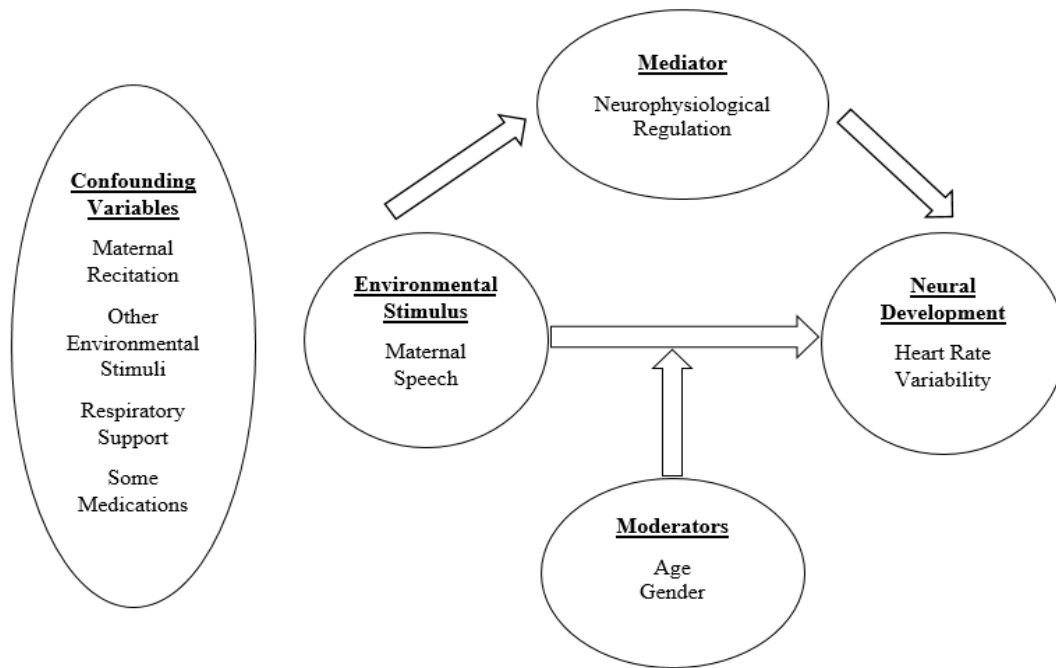 Confounding
Variables
Maternal
Recitation
Other
Environmental
Stimuli
Respiratory
Support
Some
Medications
Mediator
Neurophysiological
Regulation
Environmental
Stimulus
Maternal
Speech
Neural
Development
Heart Rate
Variability
Moderators
Age
Gender